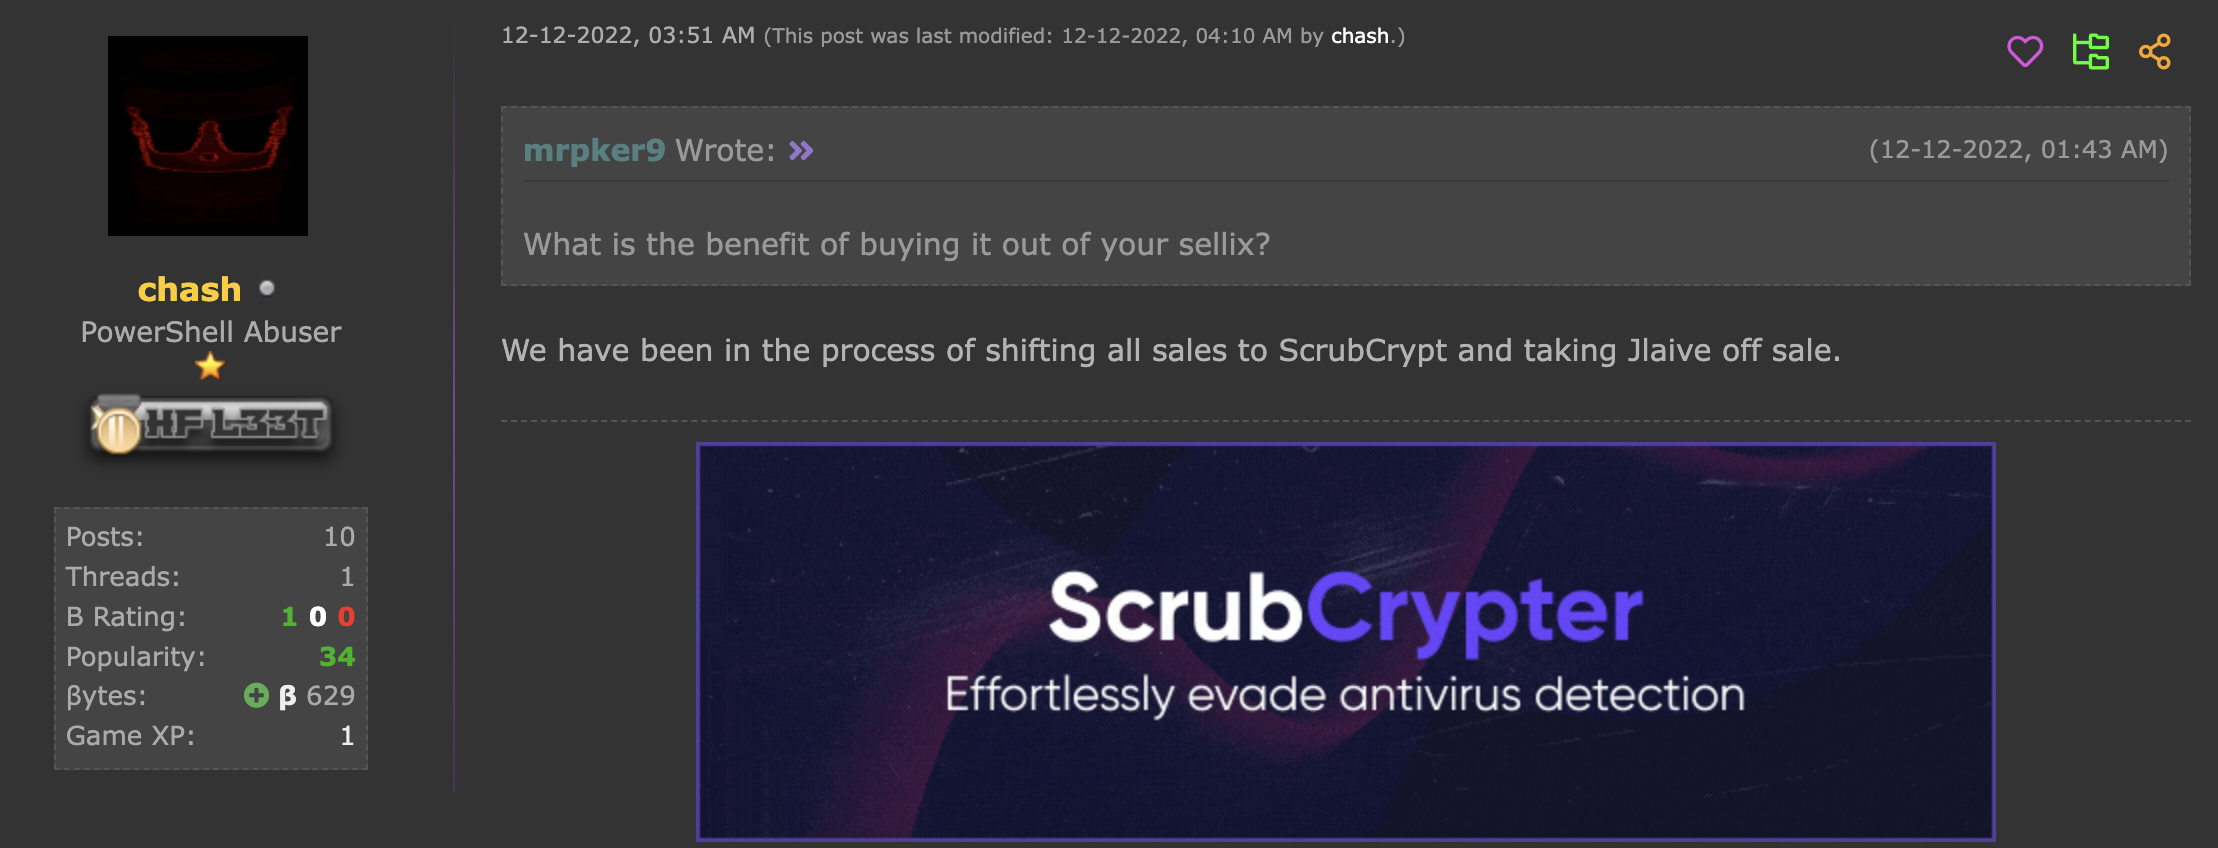 12-12-2022, 03:51 AM (This post was last modified: 12-12-2022, 04:10 AM by chash.)
mrpker9 Wrote: »
(12-12-2022, 01:43 AM)
What is the benefit of buying it out of your sellix?
We have been in the process of shifting all sales to ScrubCrypt and taking Jlaive off sale.
chash
PowerShell Abuser
HF L33T
Posts: 10
Threads: 1
B Rating: 1 0 0
Popularity: 34
βytes: β 629
Game XP: 1
ScrubCrypter
Effortlessly evade antivirus detection